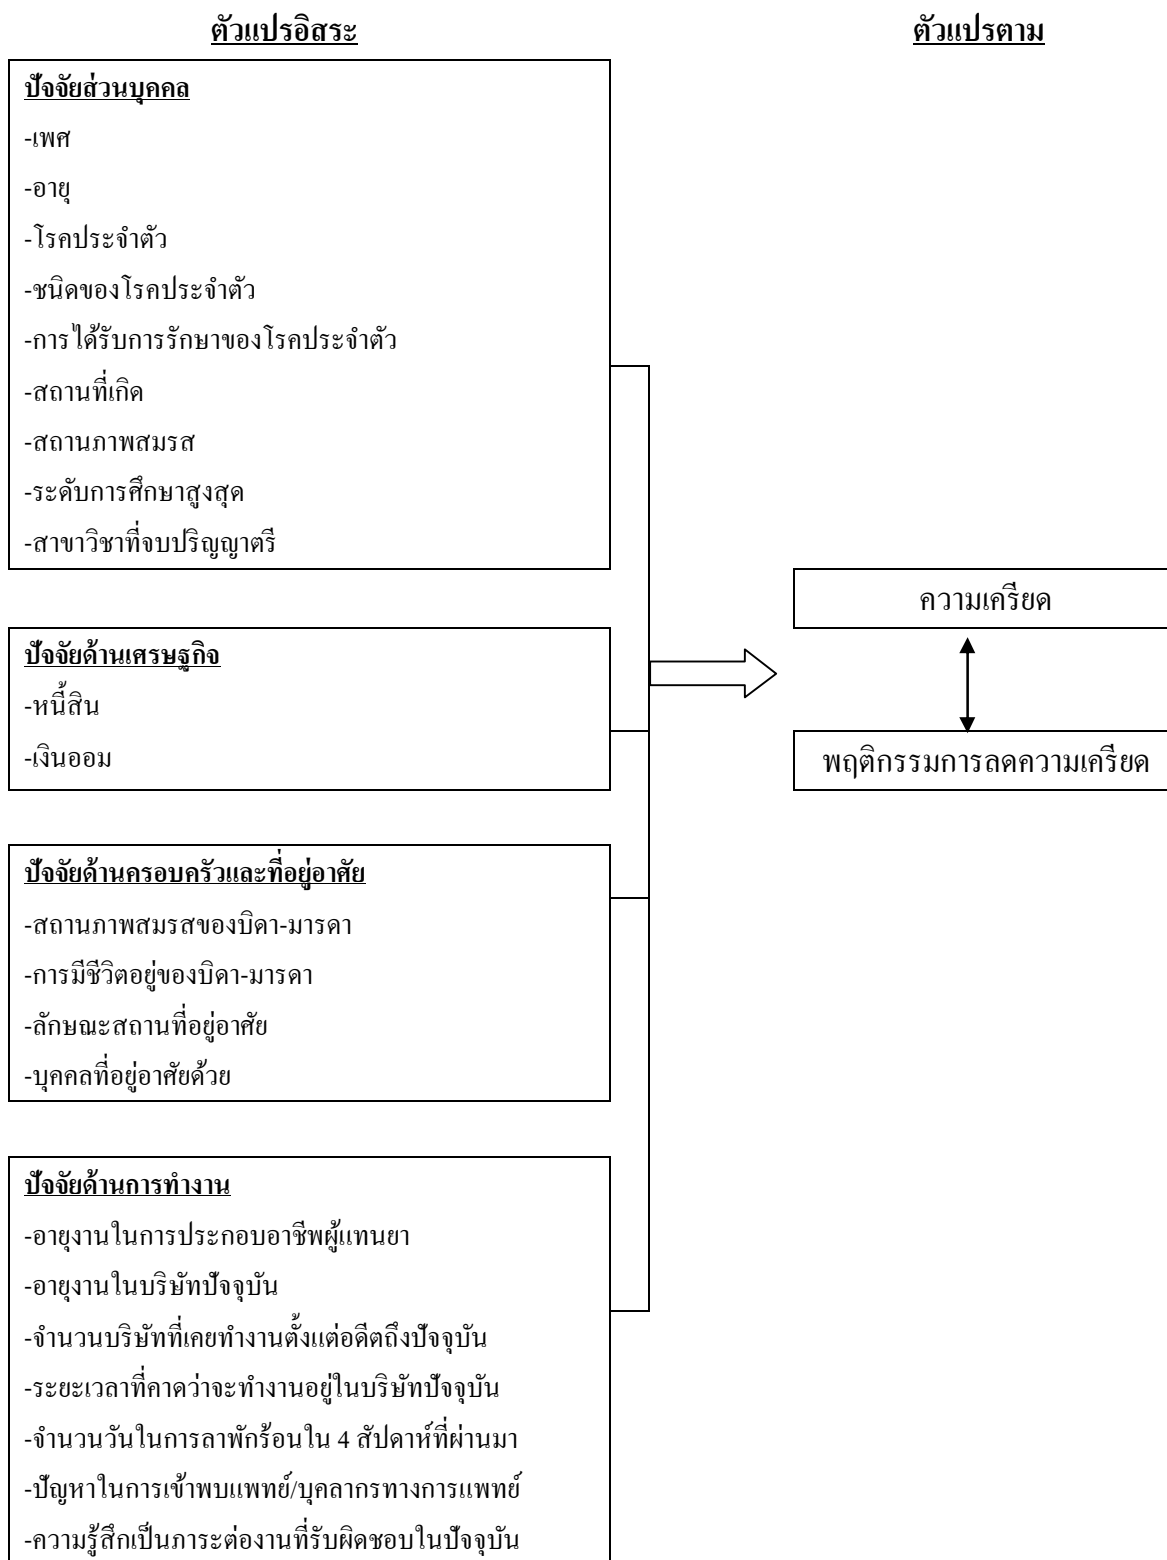 ตัวแปรอิสระ
ตัวแปรตาม
ปัจจัยส่วนบุคคล
-เพศ
-อายุ
-โรคประจำตัว
-ชนิดของโรคประจำตัว
-การได้รับการรักษาของโรคประจำตัว
-สถานที่เกิด
-สถานภาพสมรส
-ระดับการศึกษาสูงสุด
-สาขาวิชาที่จบปริญญาตรี
ปัจจัยด้านเศรษฐกิจ
-หนี้สิน
-เงินออม
ปัจจัยด้านครอบครัวและที่อยู่อาศัย
-สถานภาพสมรสของบิดา-มารดา
-การมีชีวิตอยู่ของบิดา-มารดา
-ลักษณะสถานที่อยู่อาศัย
-บุคคลที่อยู่อาศัยด้วย
ปัจจัยด้านการทำงาน
-อายุงานในการประกอบอาชีพผู้แทนยา
-อายุงานในบริษัทปัจจุบัน
-จำนวนบริษัทที่เคยทำงานตั้งแต่อดีตถึงปัจจุบัน
-ระยะเวลาที่คาดว่าจะทำงานอยู่ในบริษัทปัจจุบัน
-จำนวนวันในการลาพักร้อนใน 4 สัปดาห์ที่ผ่านมา
-ปัญหาในการเข้าพบแพทย์/บุคลากรทางการแพทย์
-ความรู้สึกเป็นภาระต่องานที่รับผิดชอบในปัจจุบัน
ความเครียด
พฤติกรรมการลดความเครียด